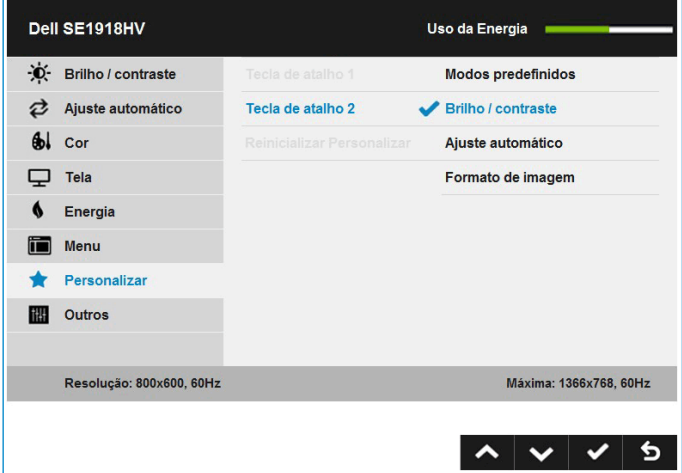 Dell SE1918HV Uso da Energia
Brilho / contraste Tecla de atalho 1 Modos predefinidos
Ajuste automático Tecla de atalho 2 Brilho / contraste
Cor Reinicializar Personalizar Ajuste automático
Tela Formato de imagem
Energia
Menu
Personalizar
Outros
Resolução: 800x600, 60Hz Máxima: 1366x768, 60Hz